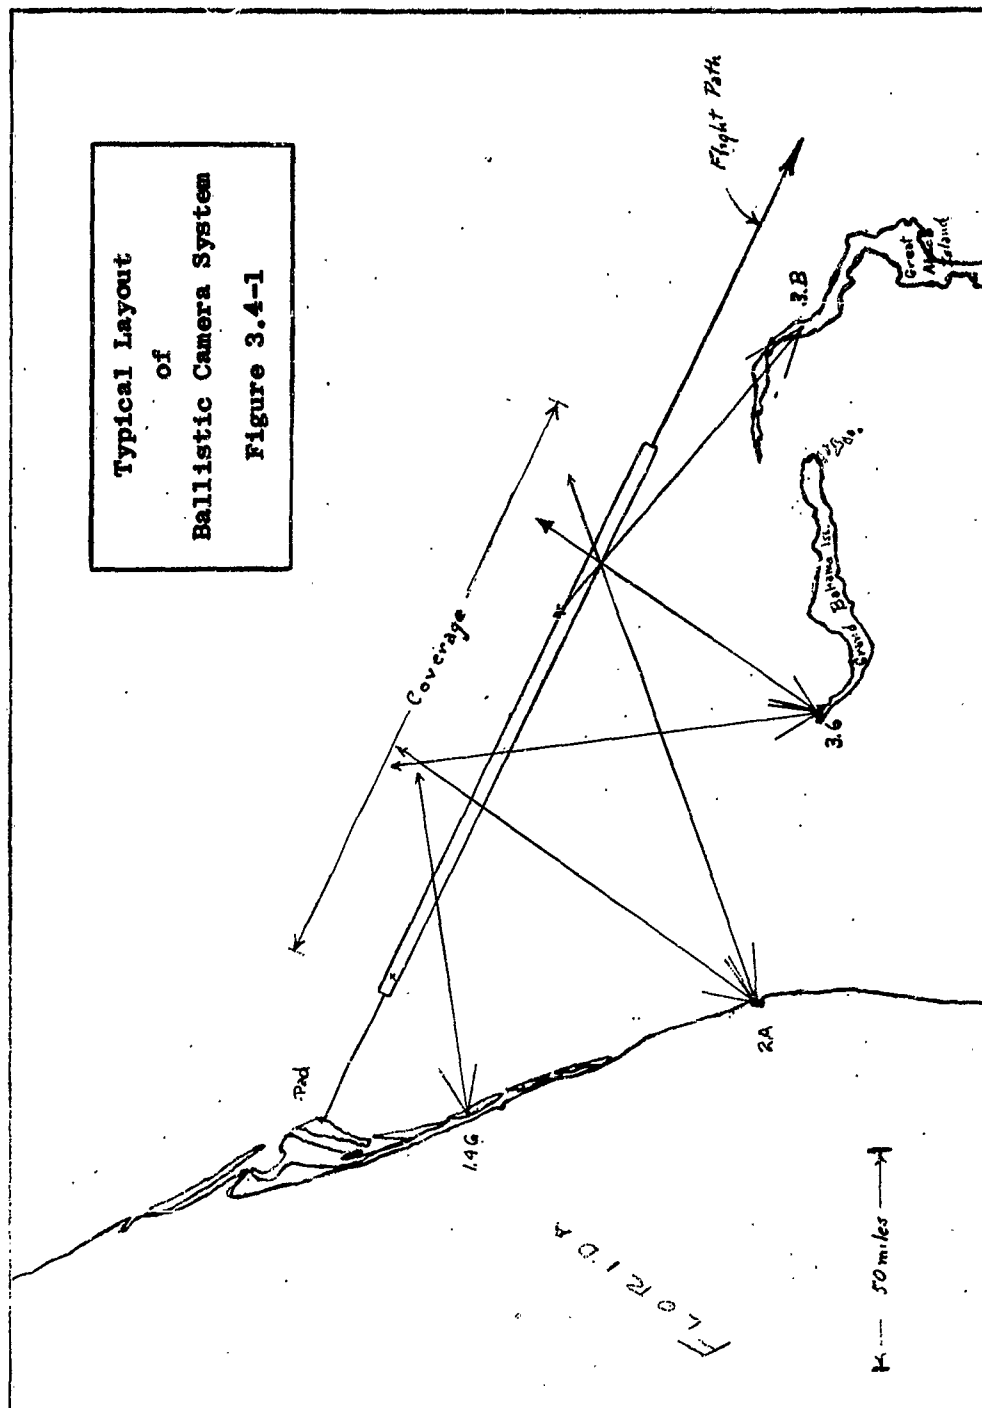 Typical Layout
of
Ballistic Camera System
Figure 3.4-1
Flight Path
Coverage
Pad
1.4G
2A
3.6
3.B
Grand Bahama Isl.
Great
Island
FLORIDA
50 miles